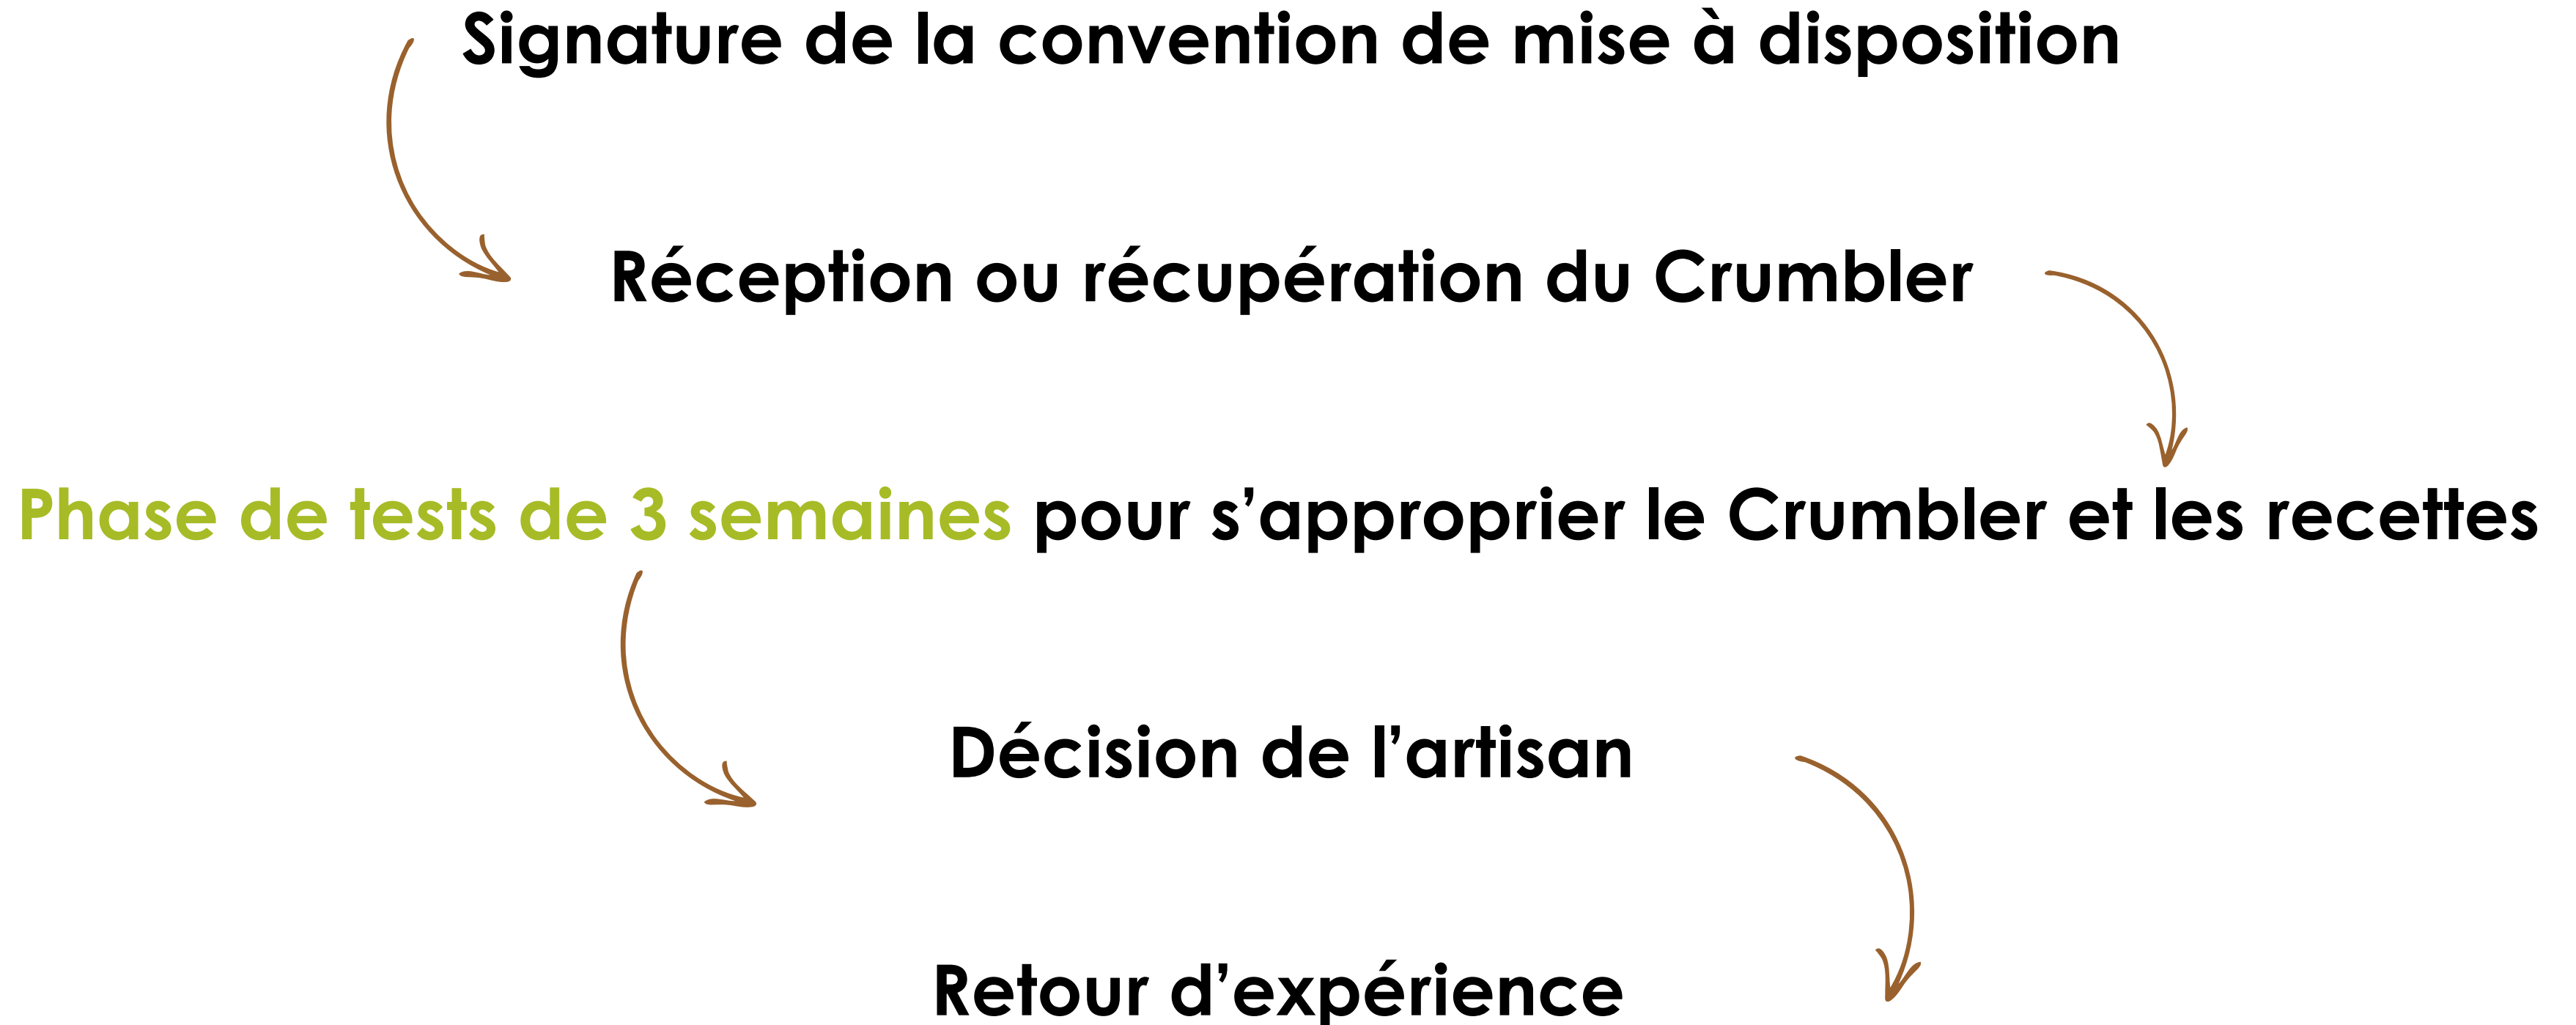 Signature de la convention de mise à disposition
Réception ou récupération du Crumbler
Phase de tests de 3 semaines pour s’approprier le Crumbler et les recettes
Décision de l’artisan
Retour d’expérience